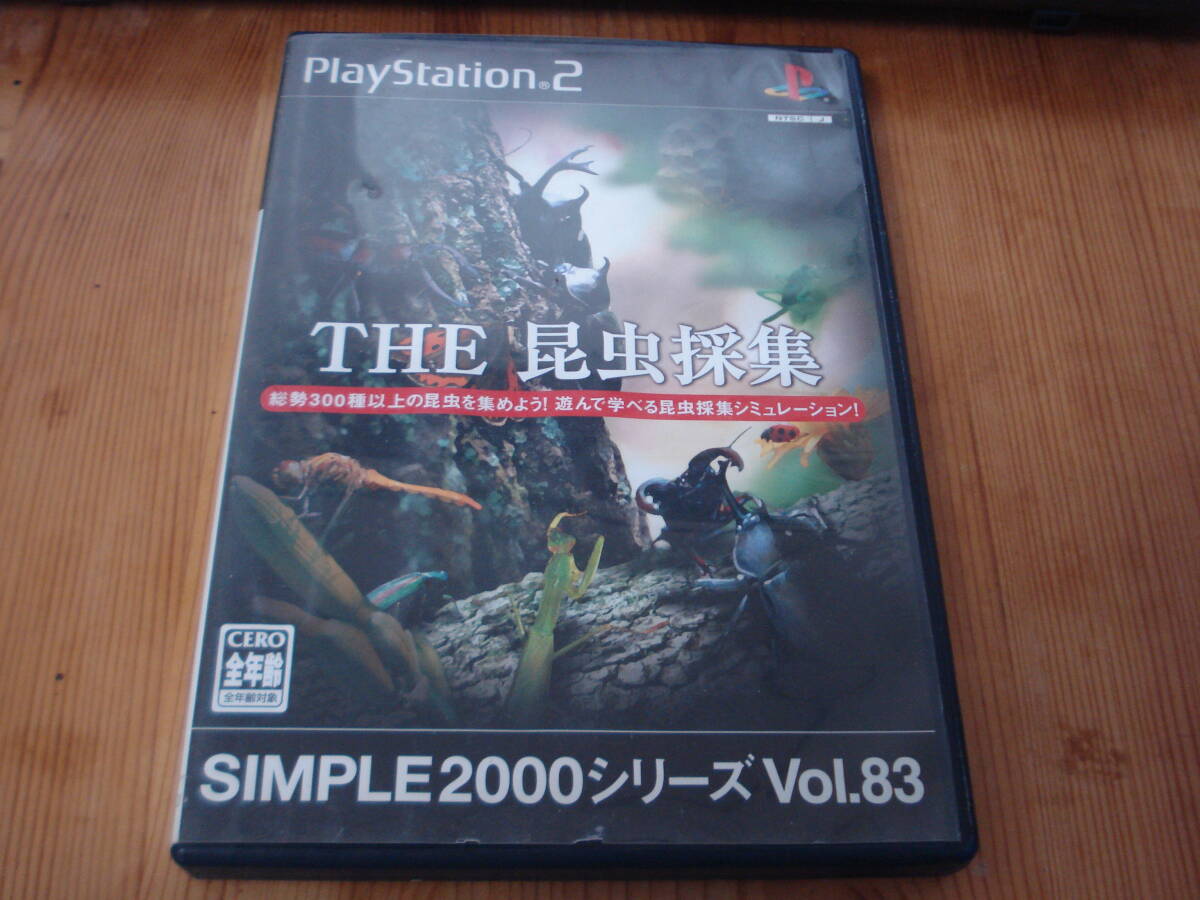 PlayStation®2
NTSC J
THE 昆虫採集
総勢300種以上の昆虫を集めよう! 遊んで学べる昆虫採集シミュレーション!
CERO
全年齢
全年齢対象
SIMPLE2000シリーズ Vol.83